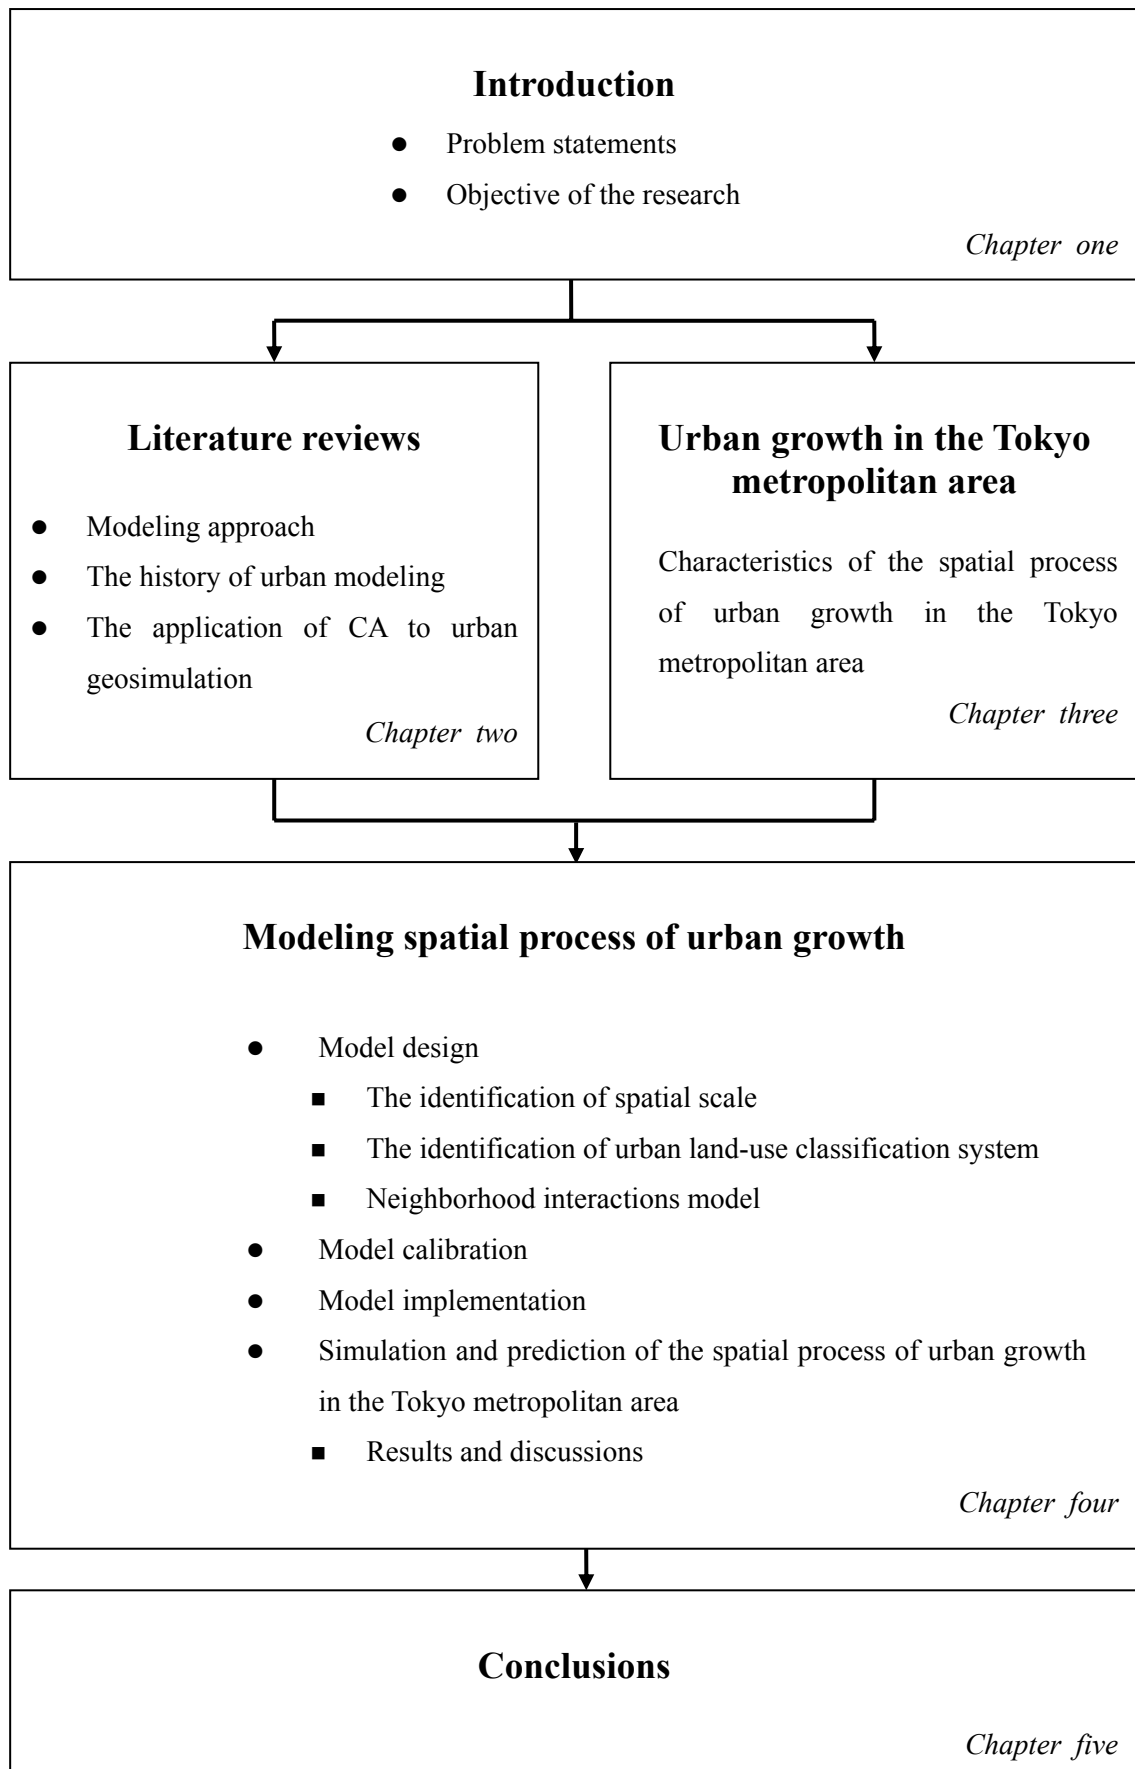 Introduction
● Problem statements
● Objective of the research
Chapter one
Literature reviews
● Modeling approach
● The history of urban modeling
● The application of CA to urban
geosimulation
Chapter two
Urban growth in the Tokyo
metropolitan area
Characteristics of the spatial process
of urban growth in the Tokyo
metropolitan area
Chapter three
Modeling spatial process of urban growth
● Model design
■ The identification of spatial scale
■ The identification of urban land-use classification system
■ Neighborhood interactions model
● Model calibration
● Model implementation
● Simulation and prediction of the spatial process of urban growth
in the Tokyo metropolitan area
■ Results and discussions
Chapter four
Conclusions
Chapter five